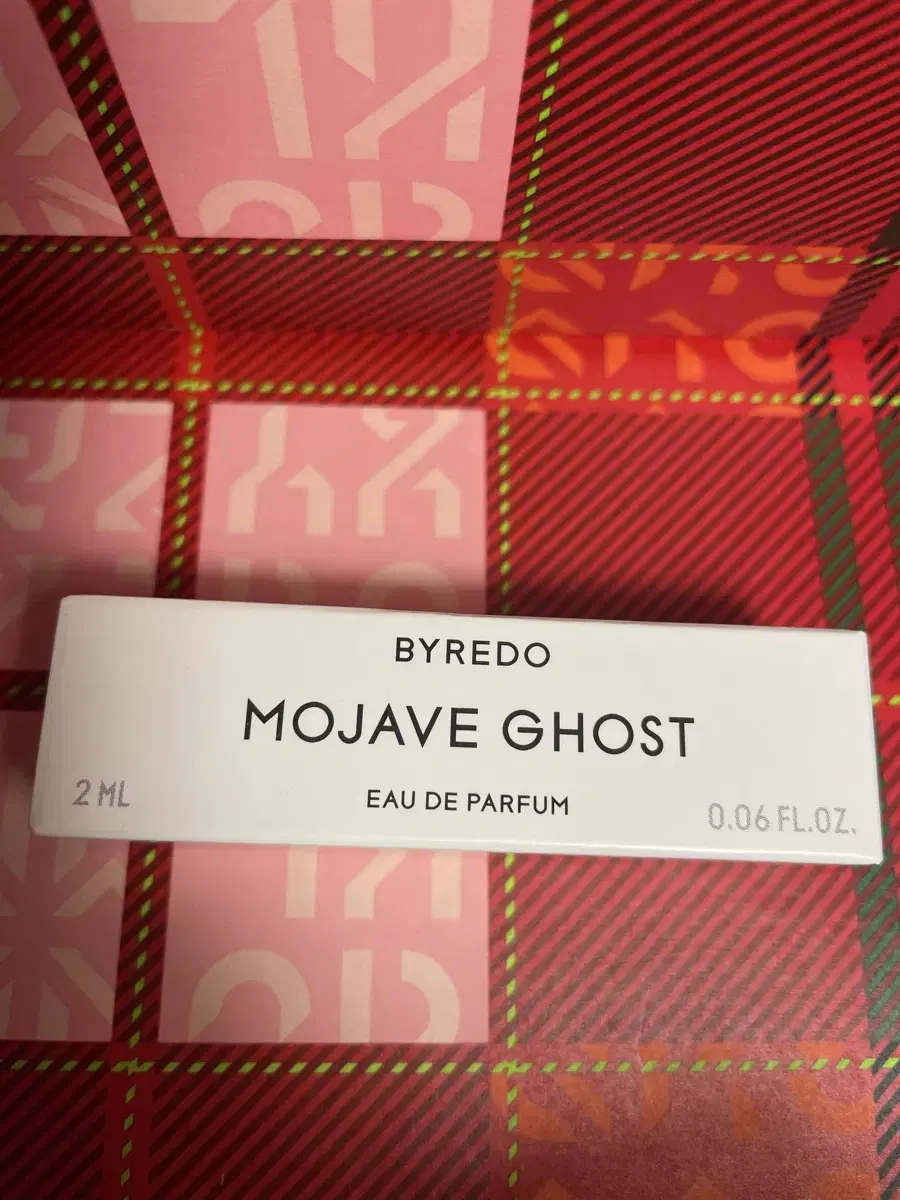 BYREDO
MOJAVE GHOST
2 ML
EAU DE PARFUM
0.06 FL.OZ.